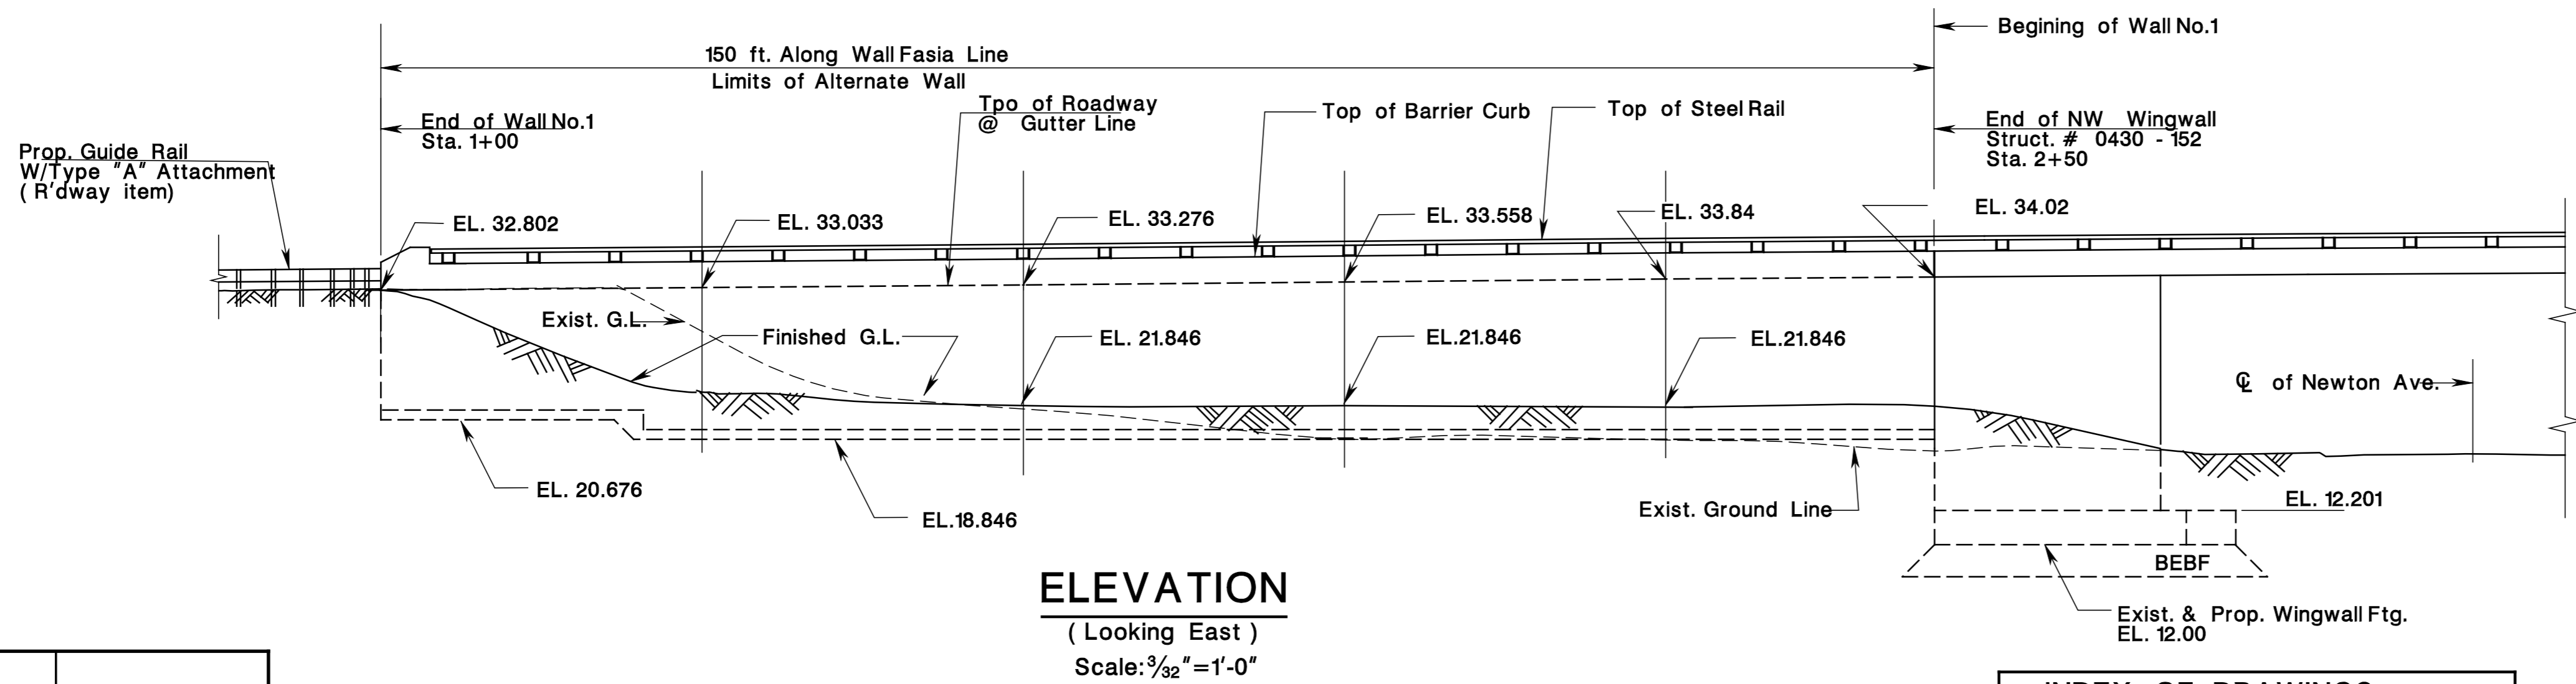 Begining of Wall No.1
150 ft. Along Wall Fasia Line
Limits of Alternate Wall
Tpo of Roadway
@ Gutter Line
Top of Barrier Curb
Top of Steel Rail
End of Wall No.1
Sta. 1+00
End of NW Wingwall
Struct. # 0430 - 152
Sta. 2+50
Prop. Guide Rail
W/Type "A" Attachment
( R'dway item)
EL. 32.802
EL. 33.033
EL. 33.276
EL. 33.558
EL. 33.84
EL. 34.02
Exist. G.L.
Finished G.L.
EL. 21.846
EL.21.846
EL.21.846
℄ of Newton Ave.
EL. 20.676
EL.18.846
Exist. Ground Line
EL. 12.201
BEBF
Exist. & Prop. Wingwall Ftg.
EL. 12.00
ELEVATION
( Looking East )
Scale:3/32"=1'-0"
INDEX OF DRAWINGS